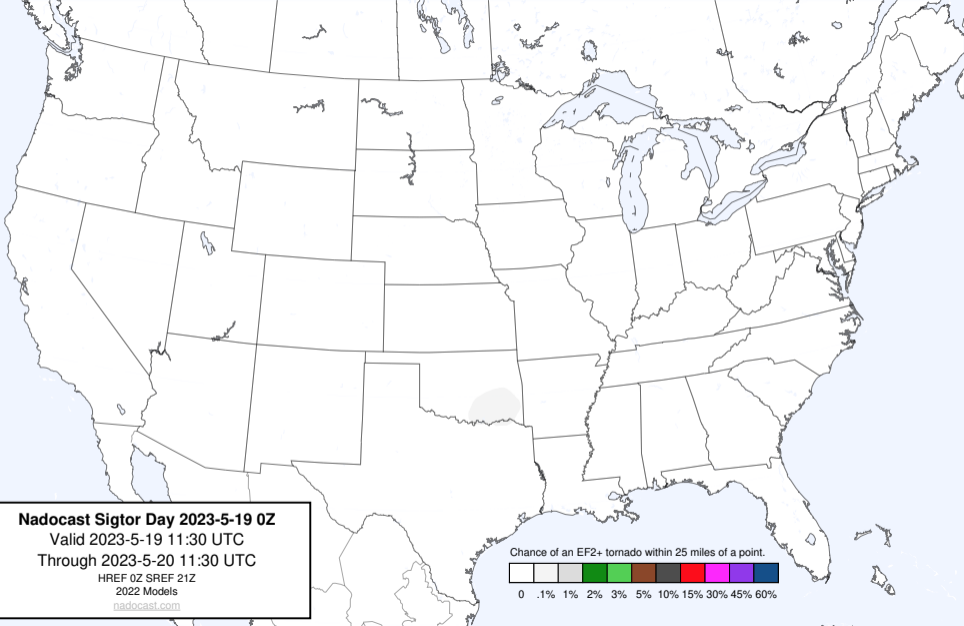 Nadocast Sigtor Day 2023-5-19 0Z
Valid 2023-5-19 11:30 UTC
Through 2023-5-20 11:30 UTC
HREF 0Z SREF 21Z
2022 Models
nadocast.com
Chance of an EF2+ tornado within 25 miles of a point.
0 .1% 1% 2% 3% 5% 10% 15% 30% 45% 60%